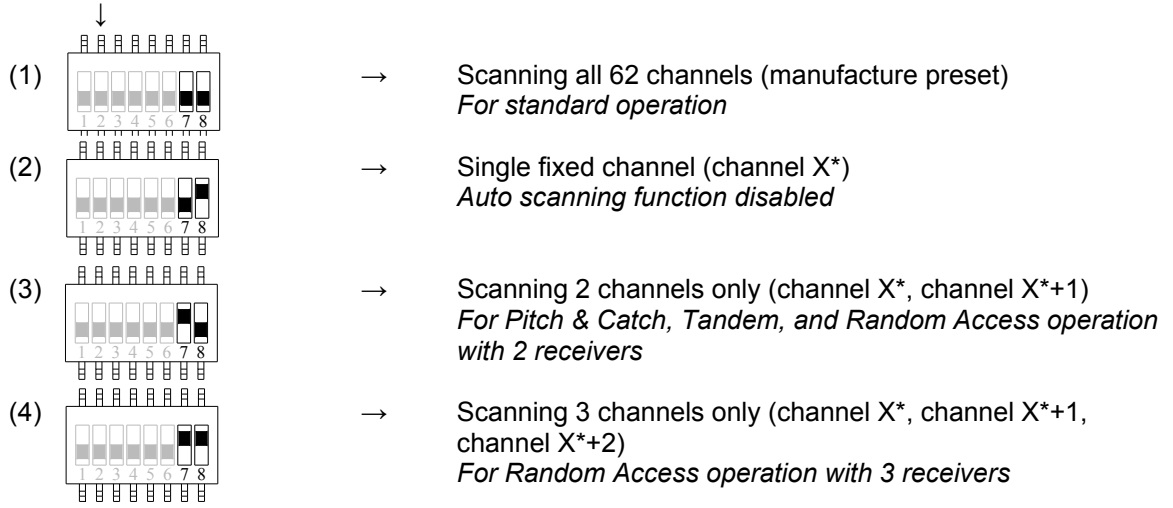 ↓
(1) → Scanning all 62 channels (manufacture preset)
For standard operation
1 2 3 4 5 6 7 8
(2) → Single fixed channel (channel X*)
Auto scanning function disabled
1 2 3 4 5 6 7 8
(3) → Scanning 2 channels only (channel X*, channel X*+1)
For Pitch & Catch, Tandem, and Random Access operation
with 2 receivers
1 2 3 4 5 6 7 8
(4) → Scanning 3 channels only (channel X*, channel X*+1,
channel X*+2)
For Random Access operation with 3 receivers
1 2 3 4 5 6 7 8